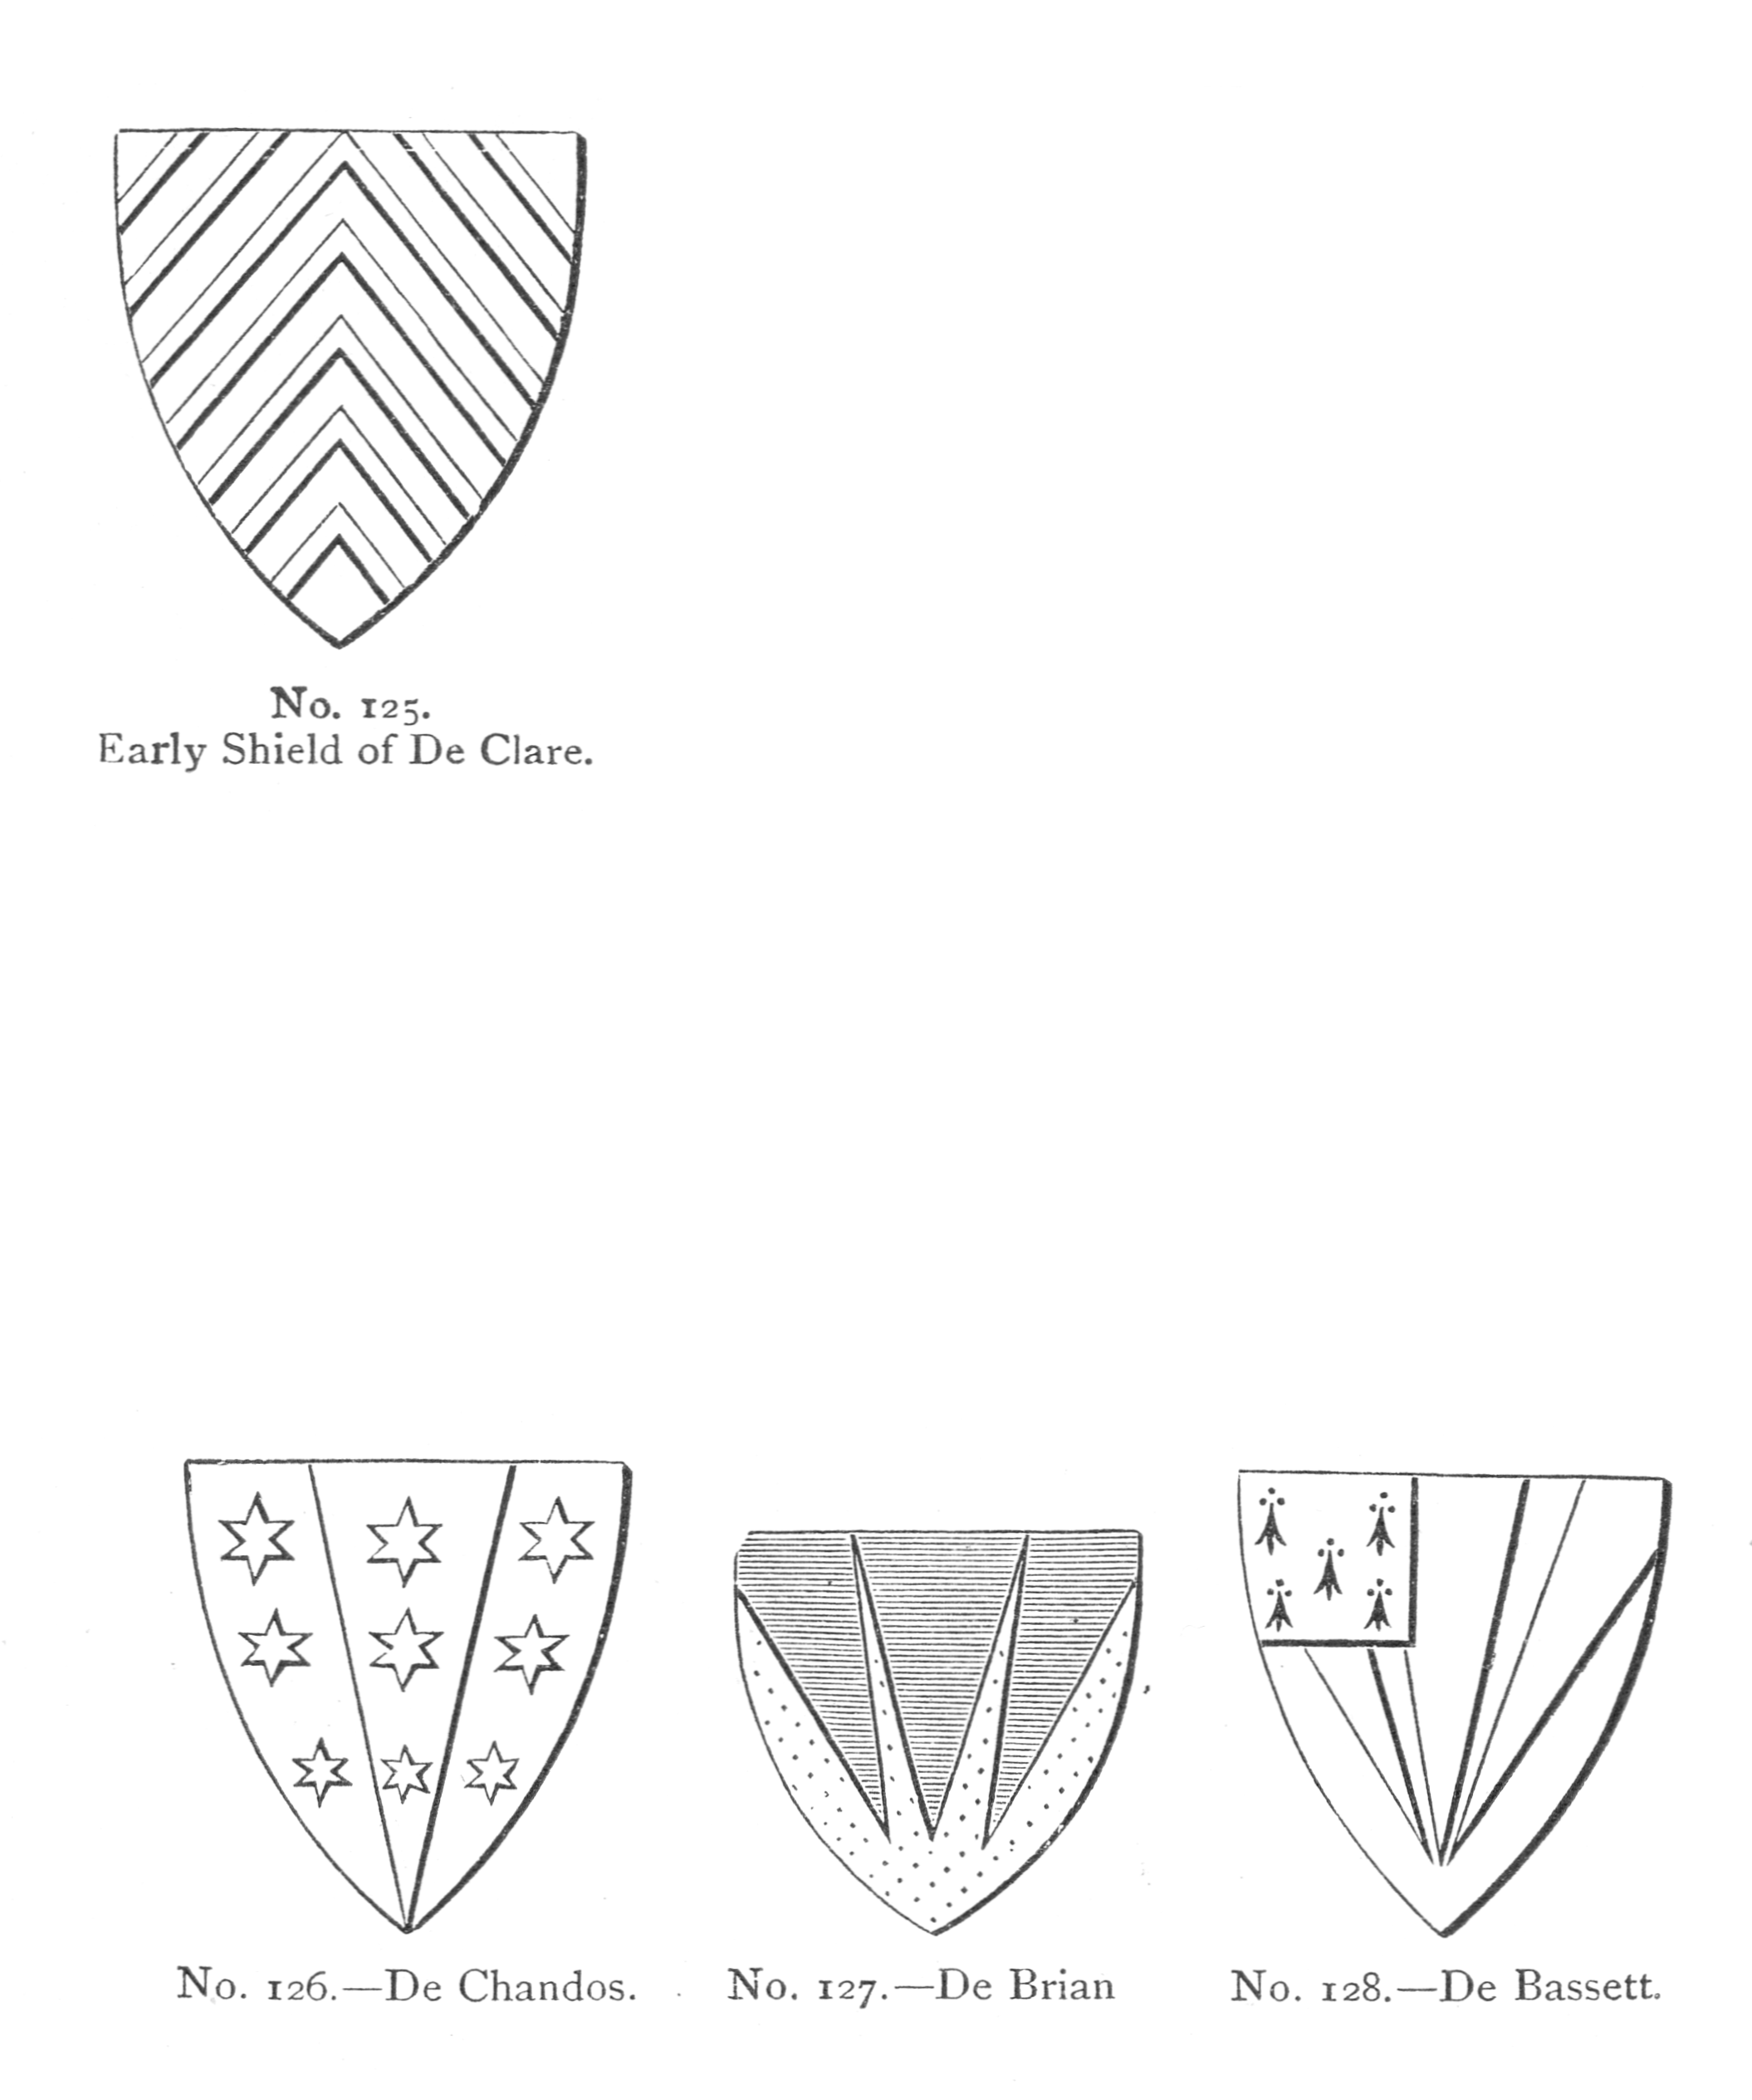 No. 125.
Early Shield of De Clare.
No. 126.—De Chandos.
No. 127.—De Brian
No. 128.—De Bassett.